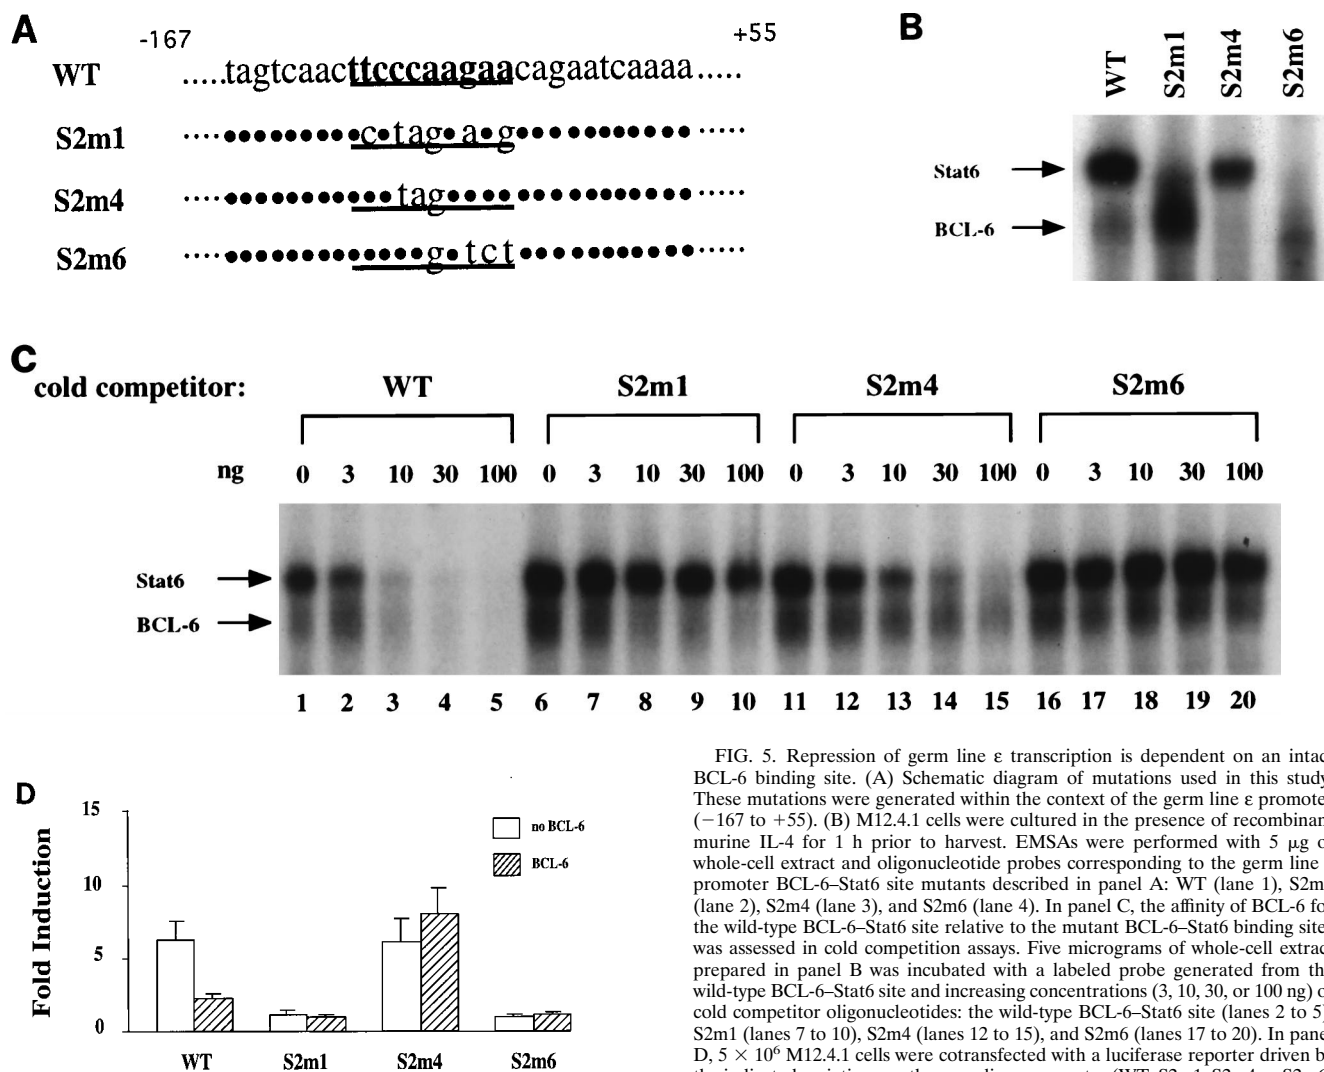 A
-167
+55
WT .....tagtcaacttcccaagaacagaatcaaaa.....
S2m1 c tag a g
S2m4 tag
S2m6 g tct
B
WT S2m1 S2m4 S2m6
Stat6
BCL-6
C
cold competitor: WT S2m1 S2m4 S2m6
ng 0 3 10 30 100 0 3 10 30 100 0 3 10 30 100 0 3 10 30 100
Stat6
BCL-6
1 2 3 4 5 6 7 8 9 10 11 12 13 14 15 16 17 18 19 20
D
15
10
5
0
Fold Induction
no BCL-6
BCL-6
WT S2m1 S2m4 S2m6
FIG. 5. Repression of germ line ε transcription is dependent on an intac
BCL-6 binding site. (A) Schematic diagram of mutations used in this study
These mutations were generated within the context of the germ line ε promote
(−167 to +55). (B) M12.4.1 cells were cultured in the presence of recombinan
murine IL-4 for 1 h prior to harvest. EMSAs were performed with 5 μg o
whole-cell extract and oligonucleotide probes corresponding to the germ line
promoter BCL-6–Stat6 site mutants described in panel A: WT (lane 1), S2m
(lane 2), S2m4 (lane 3), and S2m6 (lane 4). In panel C, the affinity of BCL-6 fo
the wild-type BCL-6–Stat6 site relative to the mutant BCL-6–Stat6 binding site
was assessed in cold competition assays. Five micrograms of whole-cell extrac
prepared in panel B was incubated with a labeled probe generated from th
wild-type BCL-6–Stat6 site and increasing concentrations (3, 10, 30, or 100 ng) o
cold competitor oligonucleotides: the wild-type BCL-6–Stat6 site (lanes 2 to 5)
S2m1 (lanes 7 to 10), S2m4 (lanes 12 to 15), and S2m6 (lanes 17 to 20). In pane
D, 5 × 10⁶ M12.4.1 cells were cotransfected with a luciferase reporter driven b